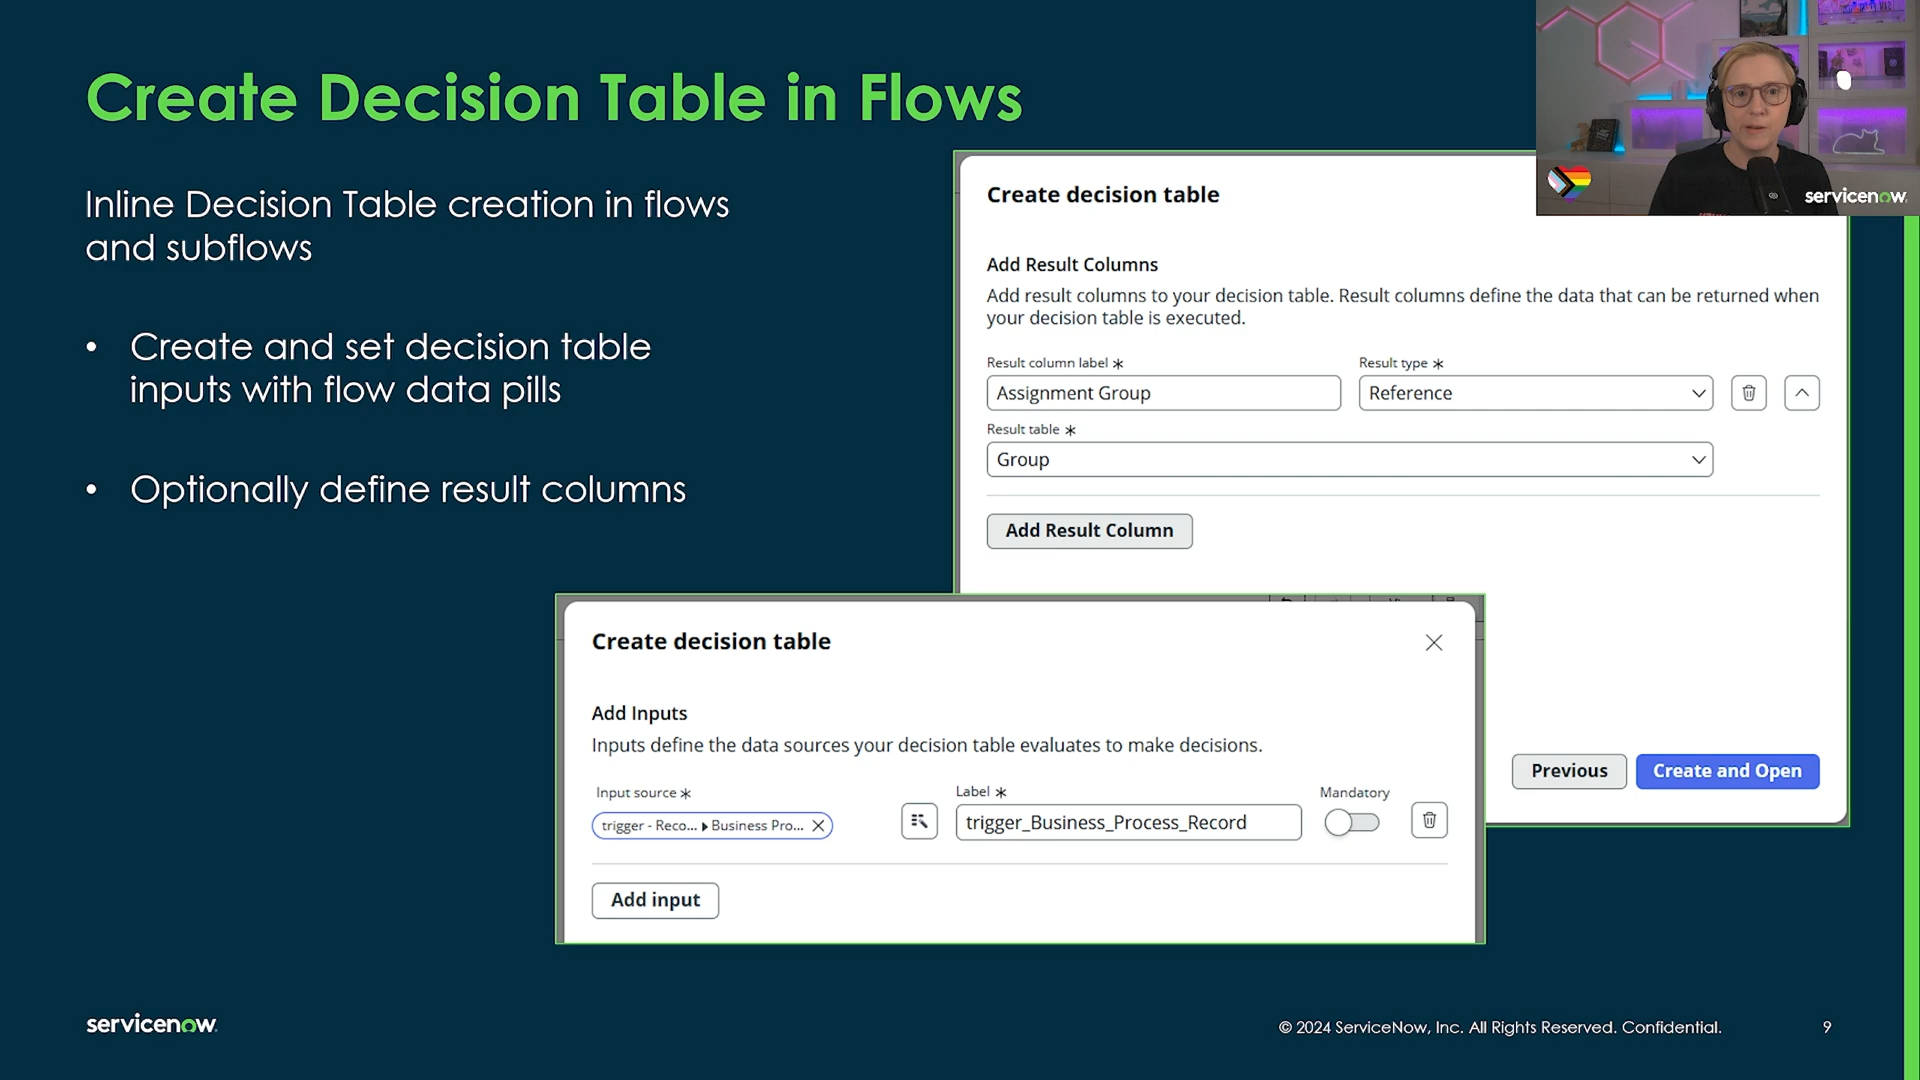 Create Decision Table in Flows
Inline Decision Table creation in flows
and subflows
• Create and set decision table
inputs with flow data pills
• Optionally define result columns
servicenow
Create decision table
Add Result Columns
Add result columns to your decision table. Result columns define the data that can be returned when
your decision table is executed.
Result column label *
Result type *
Assignment Group
Reference
Result table *
Group
Add Result Column
Previous
Create and Open
Create decision table
Add Inputs
Inputs define the data sources your decision table evaluates to make decisions.
Input source *
Label *
Mandatory
trigger - Reco... ▸ Business Pro...
trigger_Business_Process_Record
Add input
servicenow
© 2024 ServiceNow, Inc. All Rights Reserved. Confidential.
9